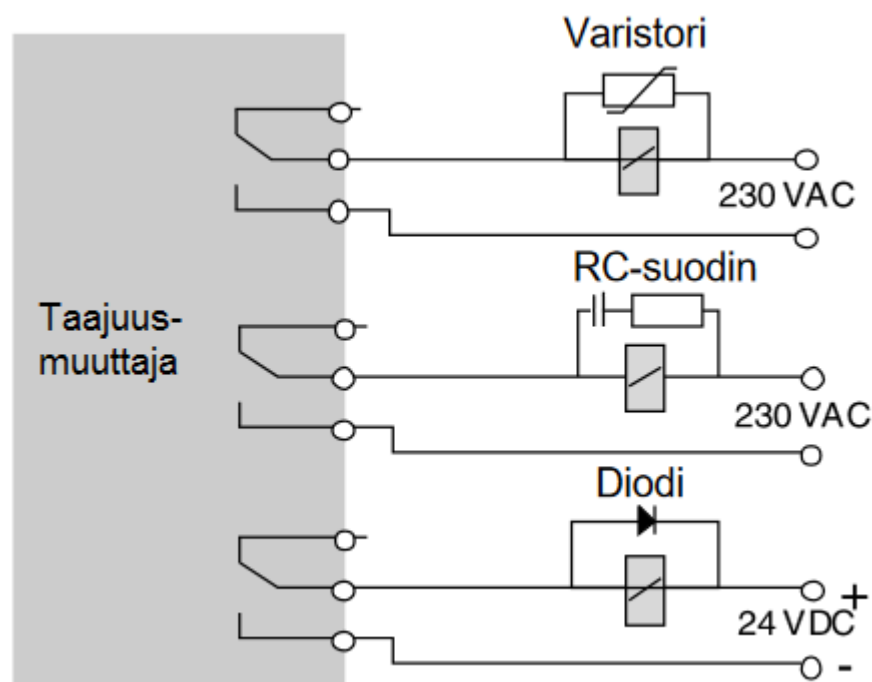 Varistori
230 VAC
RC-suodin
Taajuus-
muuttaja
230 VAC
Diodi
+
24 VDC
-